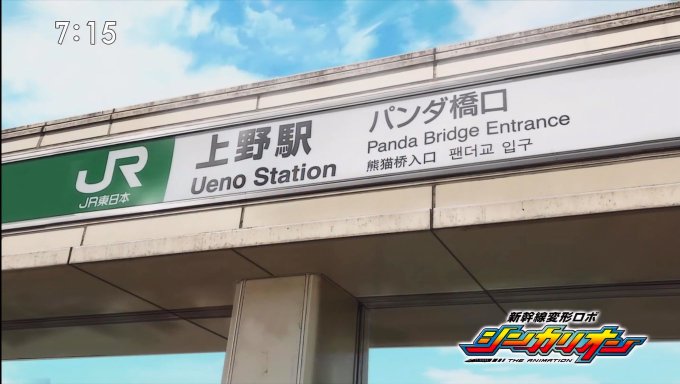 7:15
JR
JR東日本
上野駅
Ueno Station
パンダ橋口
Panda Bridge Entrance
熊猫桥入口 팬더교 입구
新幹線変形ロボ
シンカリオン
THE ANIMATION